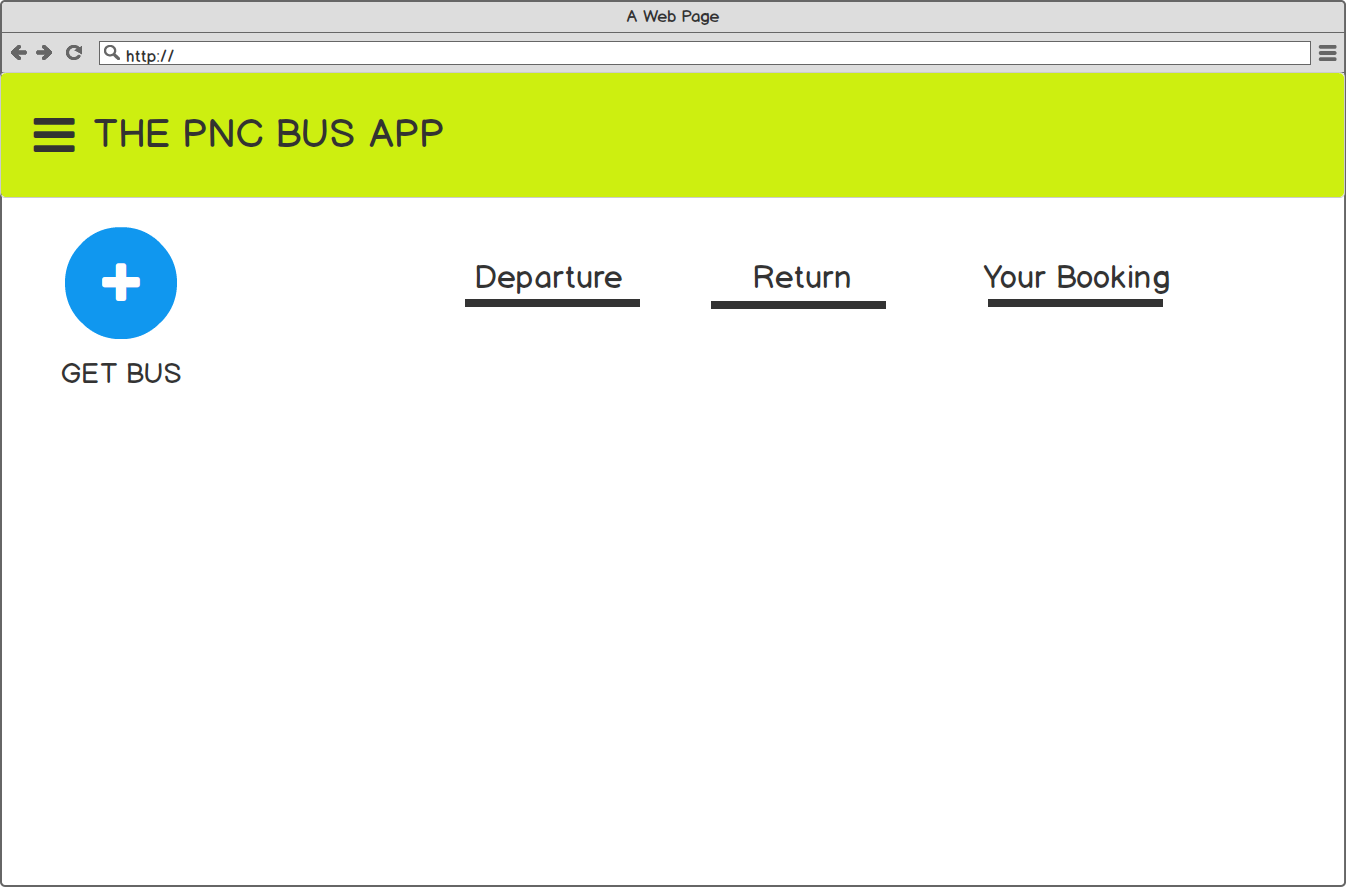 A Web Page
http://
THE PNC BUS APP
Departure
Return
Your Booking
GET BUS